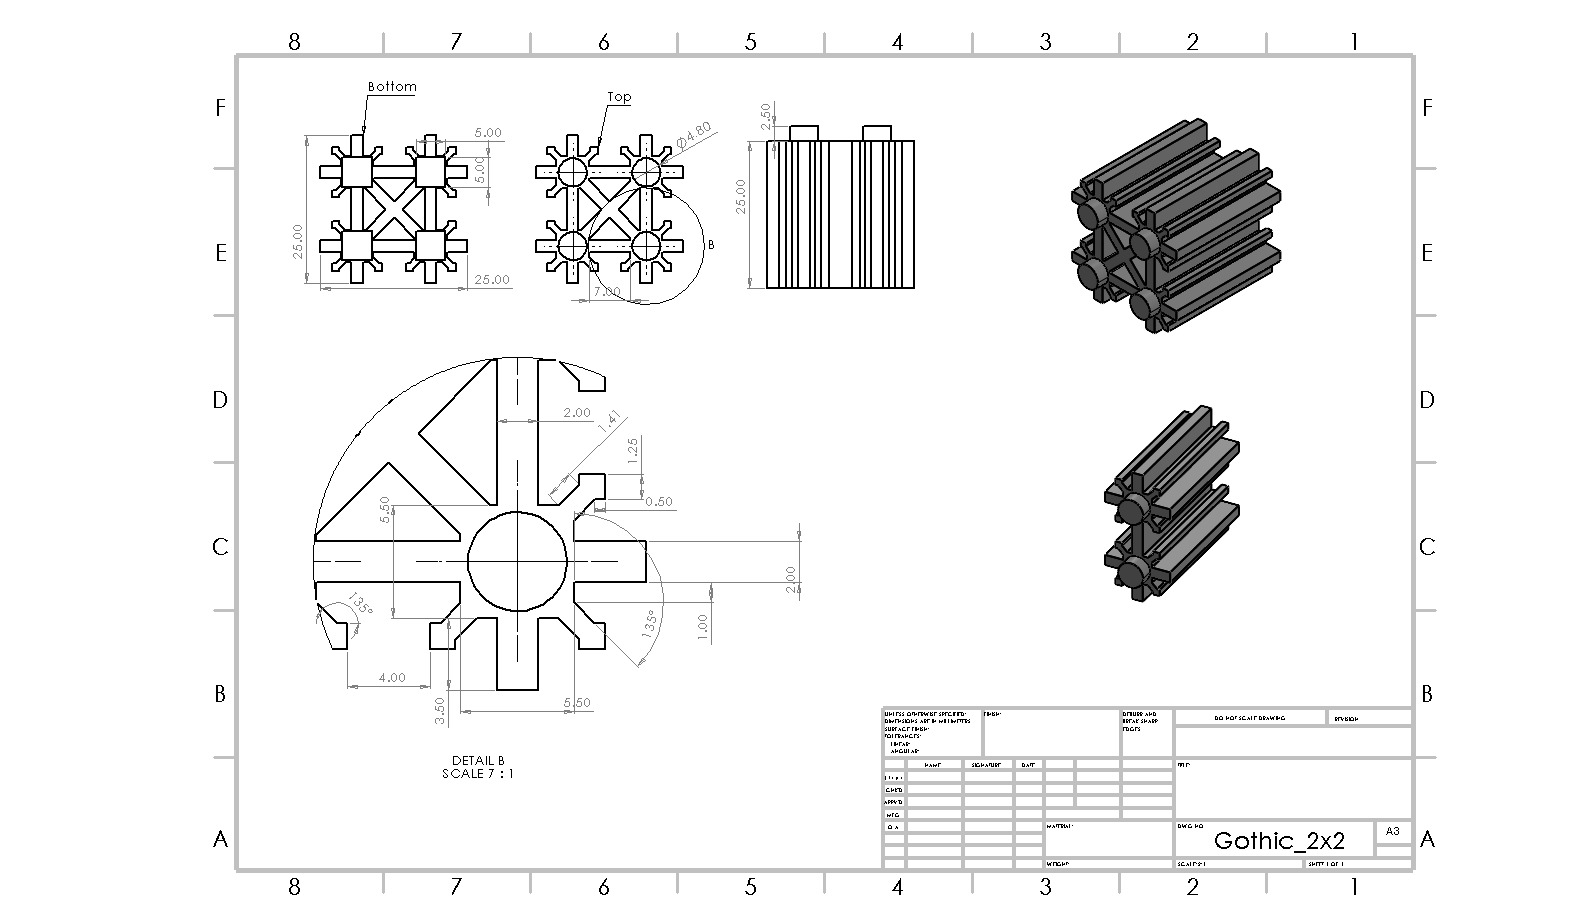 8 7 6 5 4 3 2 1
F F
Bottom
Top
5.00
5.00
25.00
25.00
Ø4.80
B
7.00
2.50
25.00
E E
D D
2.00
1.41
1.25
0.50
5.50
C C
2.00
1.00
135°
135°
4.00
3.50
5.50
B B
DETAIL B
SCALE 7 : 1
UNLESS OTHERWISE SPECIFIED:
DIMENSIONS ARE IN MILLIMETERS
SURFACE FINISH:
TOLERANCES:
LINEAR:
ANGULAR:
FINISH:
DEBURR AND
BREAK SHARP
EDGES
DO NOT SCALE DRAWING
REVISION
NAME
SIGNATURE
DATE
TITLE:
CHK'D
APPV'D
MFG
Q.A
MATERIAL:
DWG NO.
Gothic_2x2
A3
WEIGHT:
SHEET 1 OF 1
A A
8 7 6 5 4 3 2 1